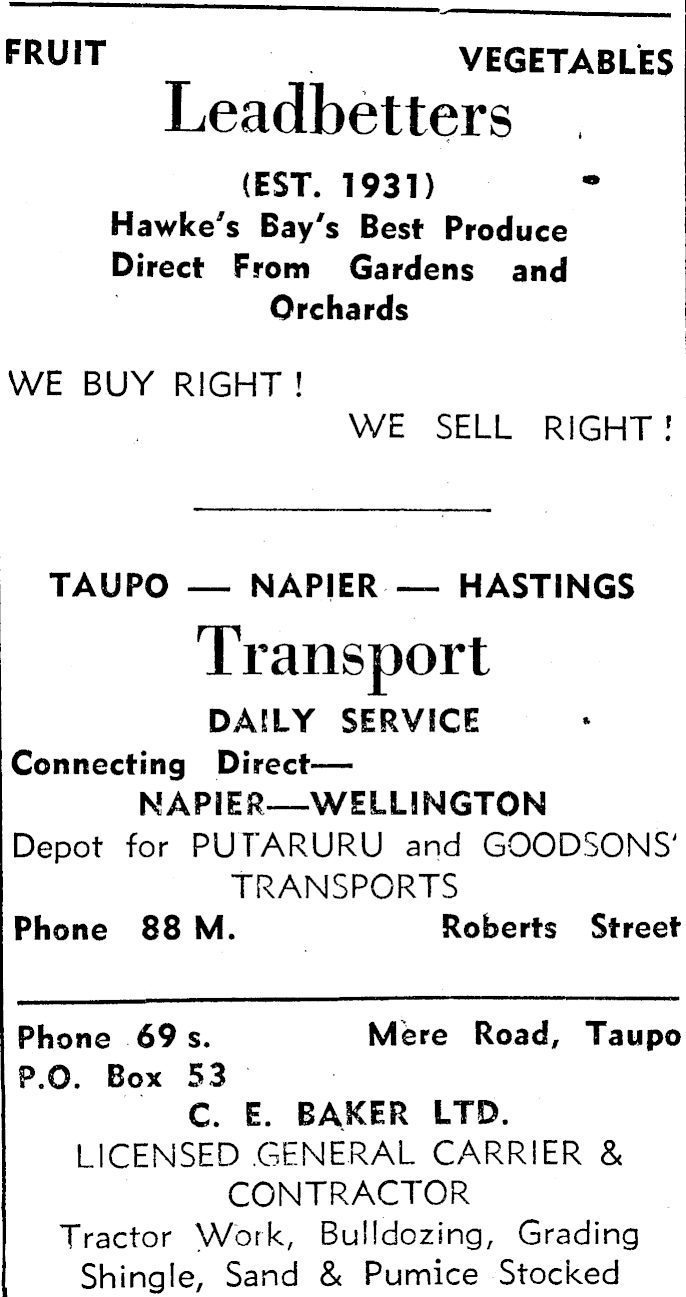 FRUIT VEGETABLES
Leadbetters
(EST. 1931)
Hawke's Bay's Best Produce
Direct From Gardens and
Orchards
WE BUY RIGHT !
WE SELL RIGHT !
TAUPO — NAPIER — HASTINGS
Transport
DAILY SERVICE
Connecting Direct—
NAPIER—WELLINGTON
Depot for PUTARURU and GOODSONS'
TRANSPORTS
Phone 88 M. Roberts Street
Phone 69 s. Mere Road, Taupo
P.O. Box 53
C. E. BAKER LTD.
LICENSED GENERAL CARRIER &
CONTRACTOR
Tractor Work, Bulldozing, Grading
Shingle, Sand & Pumice Stocked